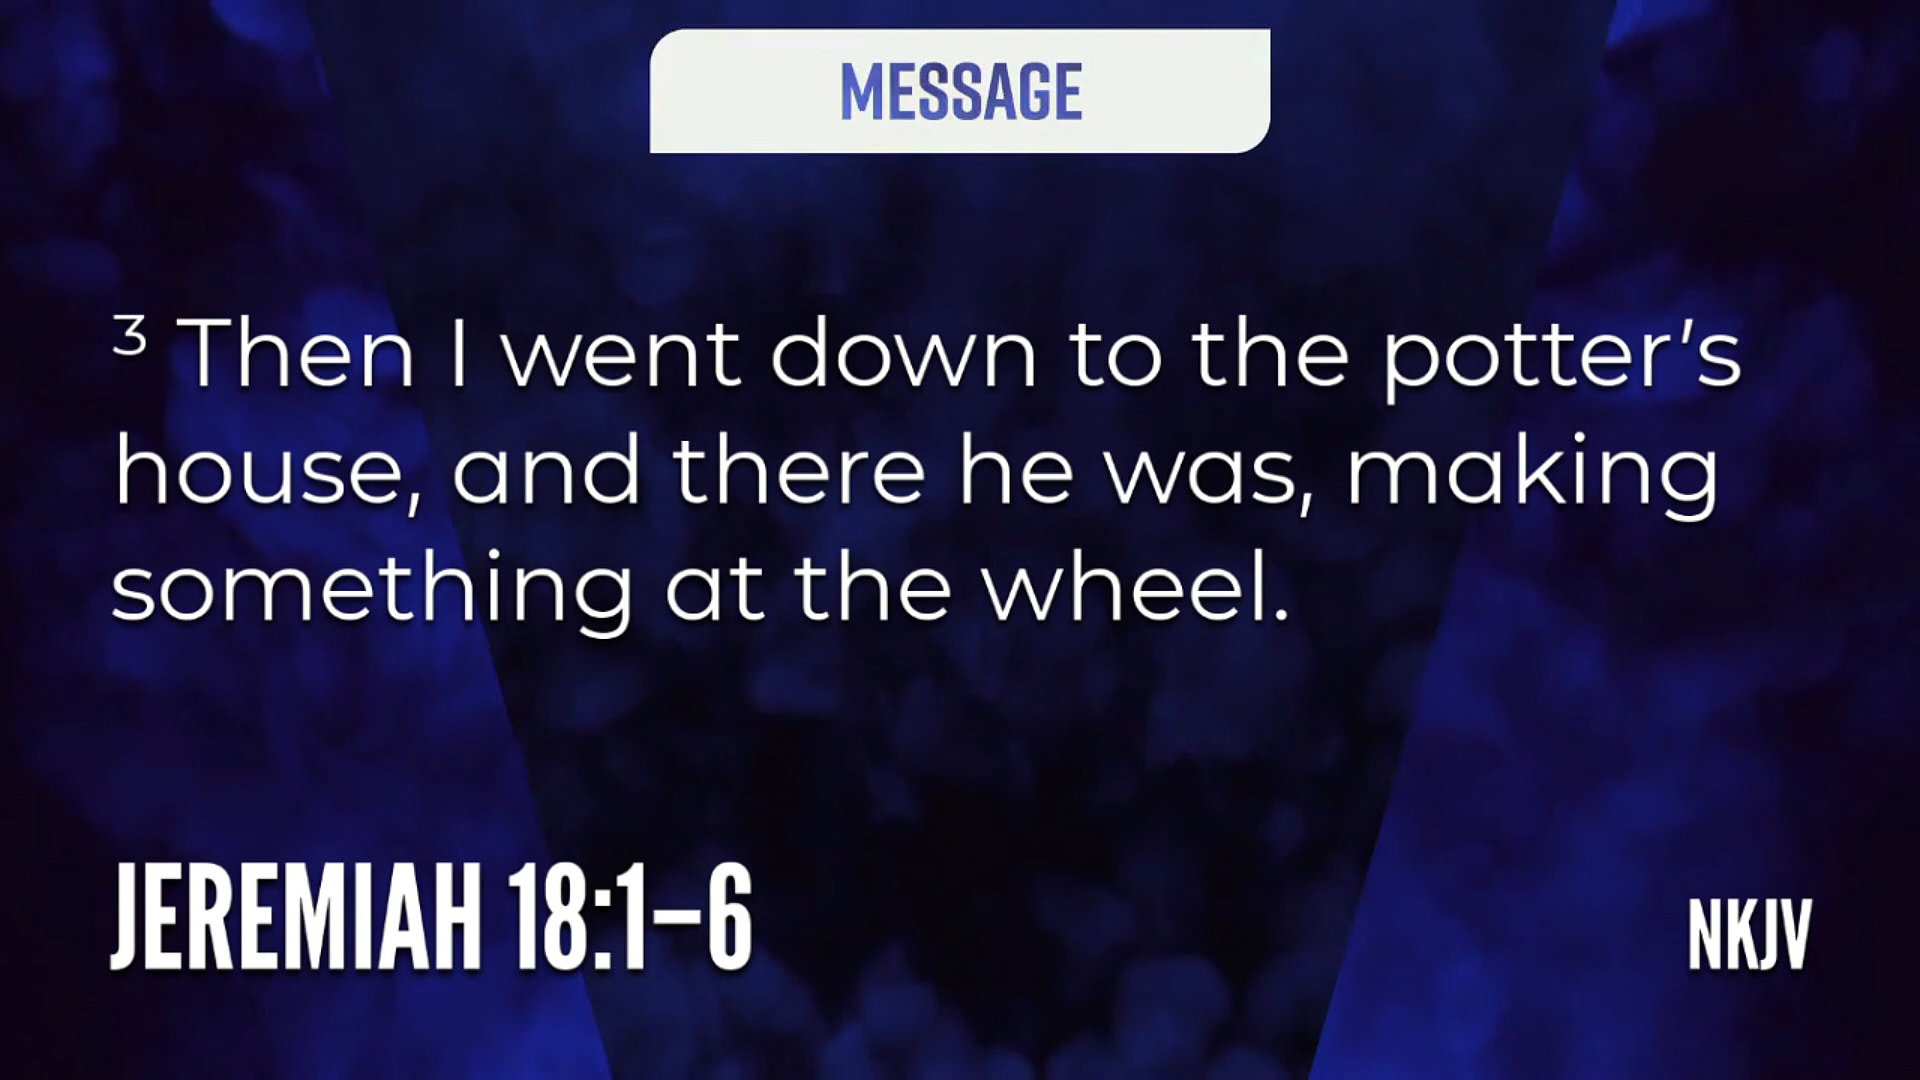 MESSAGE
³ Then I went down to the potter’s
house, and there he was, making
something at the wheel.
JEREMIAH 18:1–6
NKJV